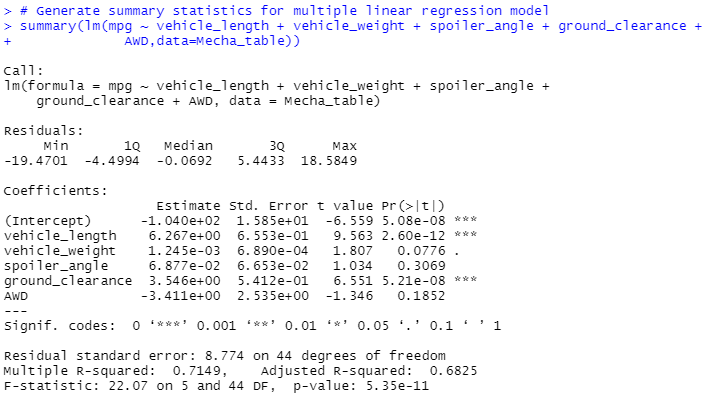 > # Generate summary statistics for multiple linear regression model
> summary(lm(mpg ~ vehicle_length + vehicle_weight + spoiler_angle + ground_clearance +
+            AWD,data=Mecha_table))
Call:
lm(formula = mpg ~ vehicle_length + vehicle_weight + spoiler_angle +
    ground_clearance + AWD, data = Mecha_table)
Residuals:
     Min       1Q   Median       3Q      Max
-19.4701  -4.4994  -0.0692   5.4433  18.5849
Coefficients:
                   Estimate Std. Error t value Pr(>|t|)
(Intercept)      -1.040e+02  1.585e+01  -6.559 5.08e-08 ***
vehicle_length    6.267e+00  6.553e-01   9.563 2.60e-12 ***
vehicle_weight    1.245e-03  6.890e-04   1.807   0.0776 .
spoiler_angle     6.877e-02  6.653e-02   1.034   0.3069
ground_clearance  3.546e+00  5.412e-01   6.551 5.21e-08 ***
AWD              -3.411e+00  2.535e+00  -1.346   0.1852
---
Signif. codes:  0 ‘***’ 0.001 ‘**’ 0.01 ‘*’ 0.05 ‘.’ 0.1 ‘ ’ 1
Residual standard error: 8.774 on 44 degrees of freedom
Multiple R-squared:  0.7149,    Adjusted R-squared:  0.6825
F-statistic: 22.07 on 5 and 44 DF,  p-value: 5.35e-11